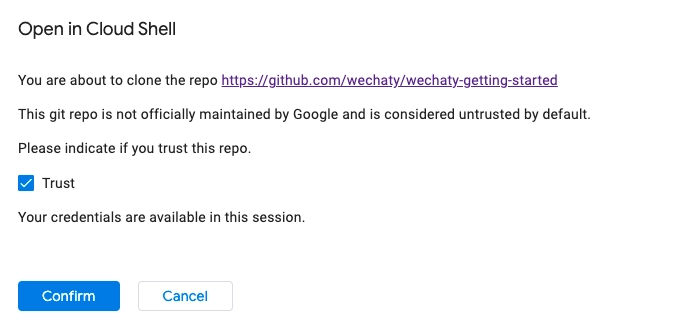 Open in Cloud Shell
You are about to clone the repo https://github.com/wechaty/wechaty-getting-started
This git repo is not officially maintained by Google and is considered untrusted by default.
Please indicate if you trust this repo.
Trust
Your credentials are available in this session.
Confirm
Cancel